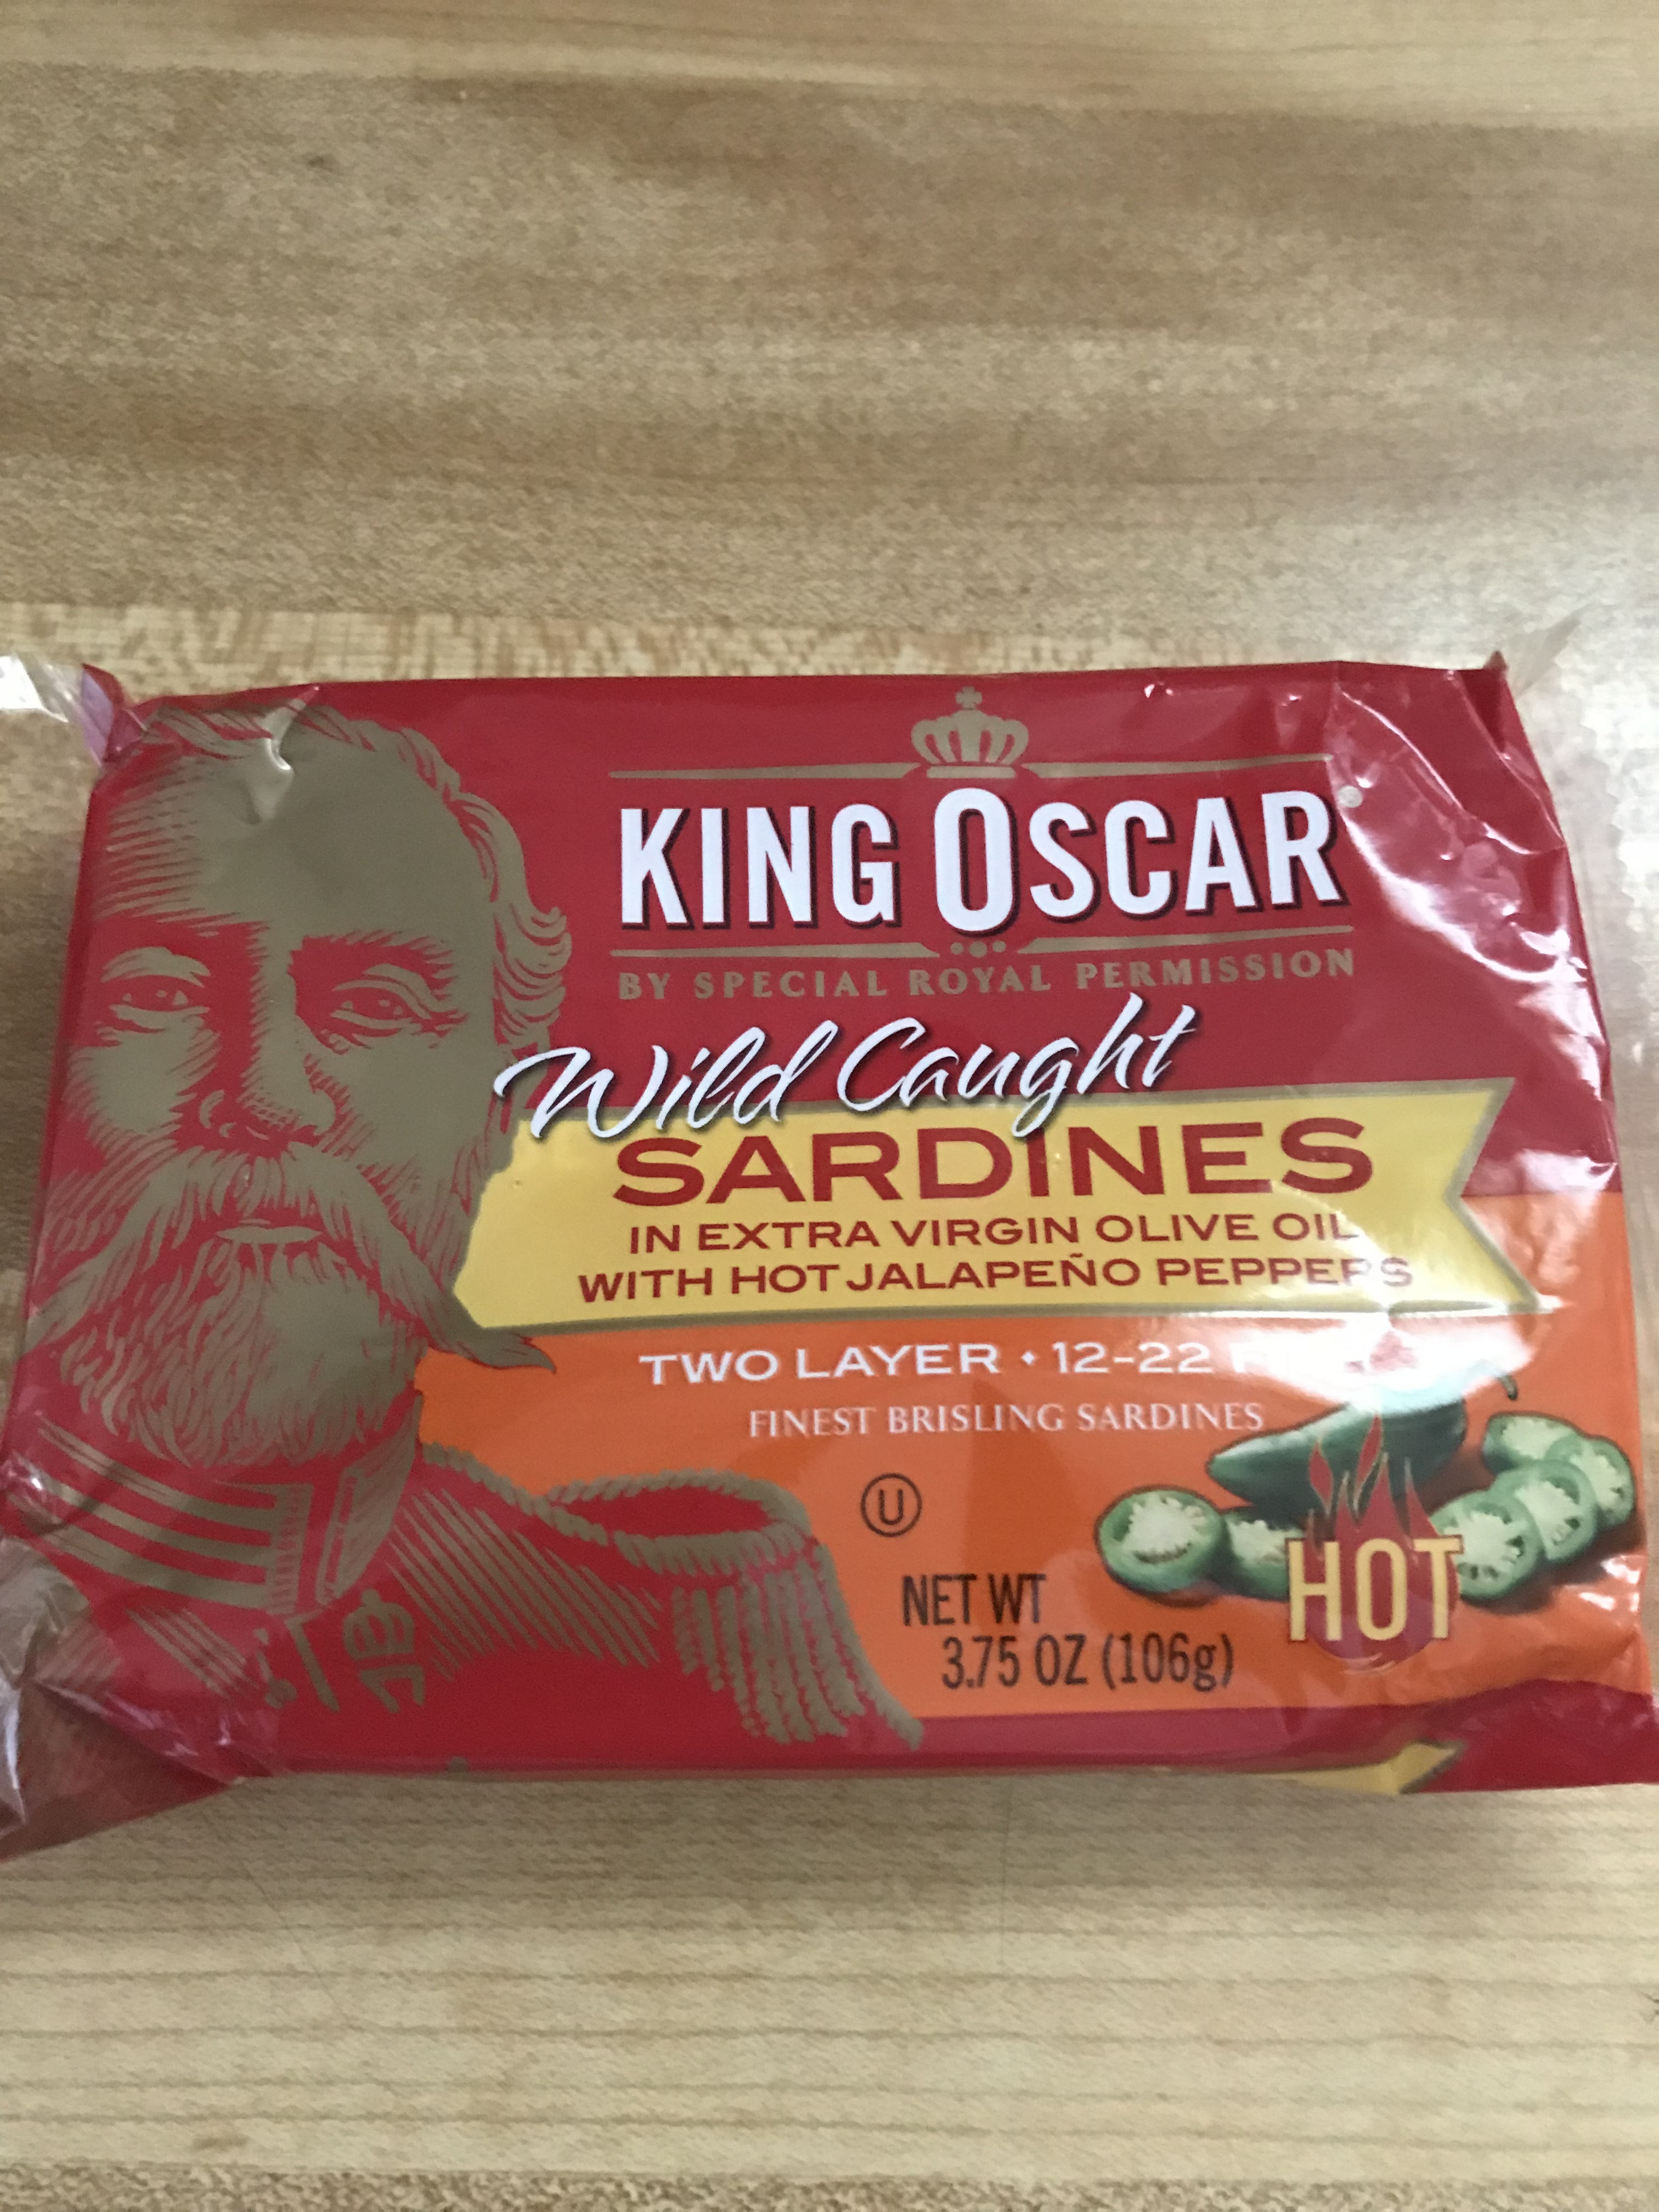 KING OSCAR
BY SPECIAL ROYAL PERMISSION
Wild Caught
SARDINES
IN EXTRA VIRGIN OLIVE OIL
WITH HOT JALAPEÑO PEPPERS
TWO LAYER • 12-22
FINEST BRISLING SARDINES
U
HOT
NET WT
3.75 OZ (106g)